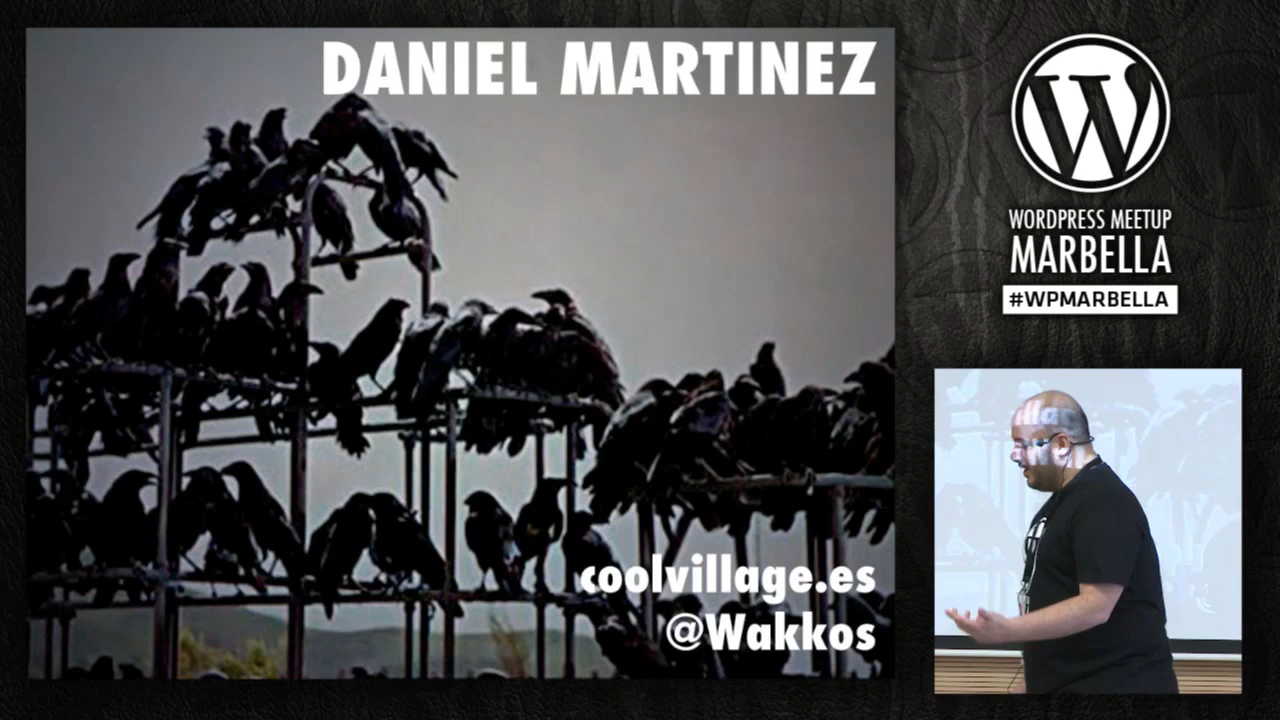 DANIEL MARTINEZ
coolvillage.es
@Wakkos
WORDPRESS MEETUP
MARBELLA
#WPMARBELLA